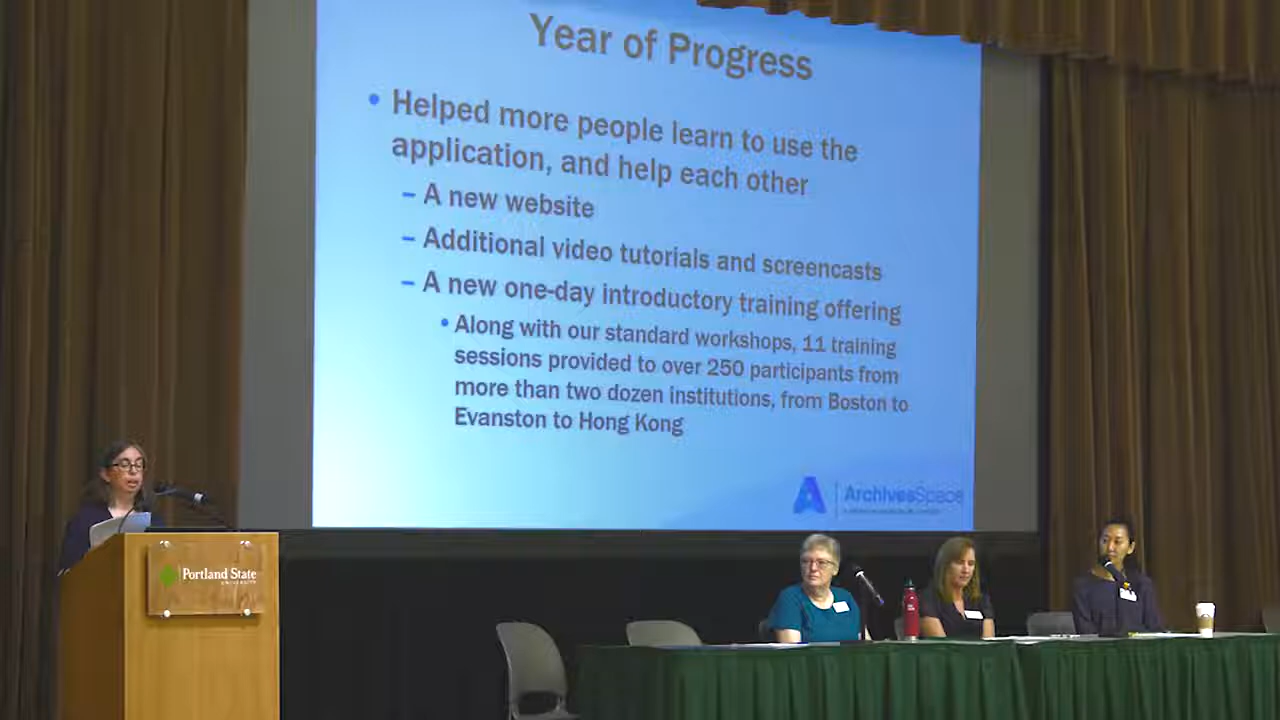 Year of Progress
• Helped more people learn to use the
application, and help each other
– A new website
– Additional video tutorials and screencasts
– A new one-day introductory training offering
• Along with our standard workshops, 11 training
sessions provided to over 250 participants from
more than two dozen institutions, from Boston to
Evanston to Hong Kong
ArchivesSpace
Portland State
UNIVERSITY